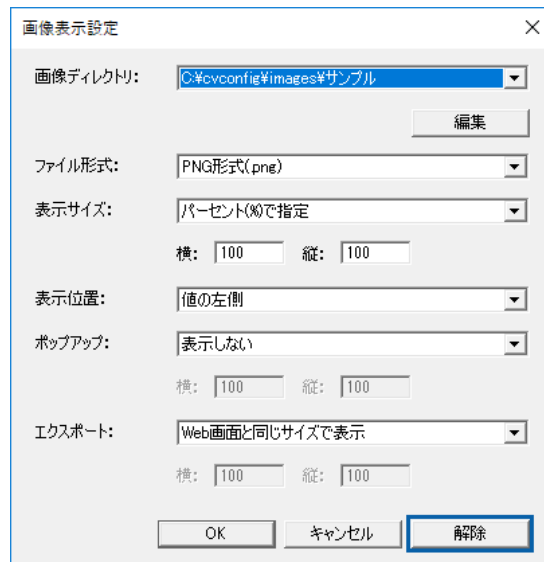 画像表示設定
画像ディレクトリ: C:¥cvconfig¥images¥サンプル
編集
ファイル形式: PNG形式(.png)
表示サイズ: パーセント(%)で指定
横: 100 縦: 100
表示位置: 値の左側
ポップアップ: 表示しない
横: 100 縦: 100
エクスポート: Web画面と同じサイズで表示
横: 100 縦: 100
OK キャンセル 解除